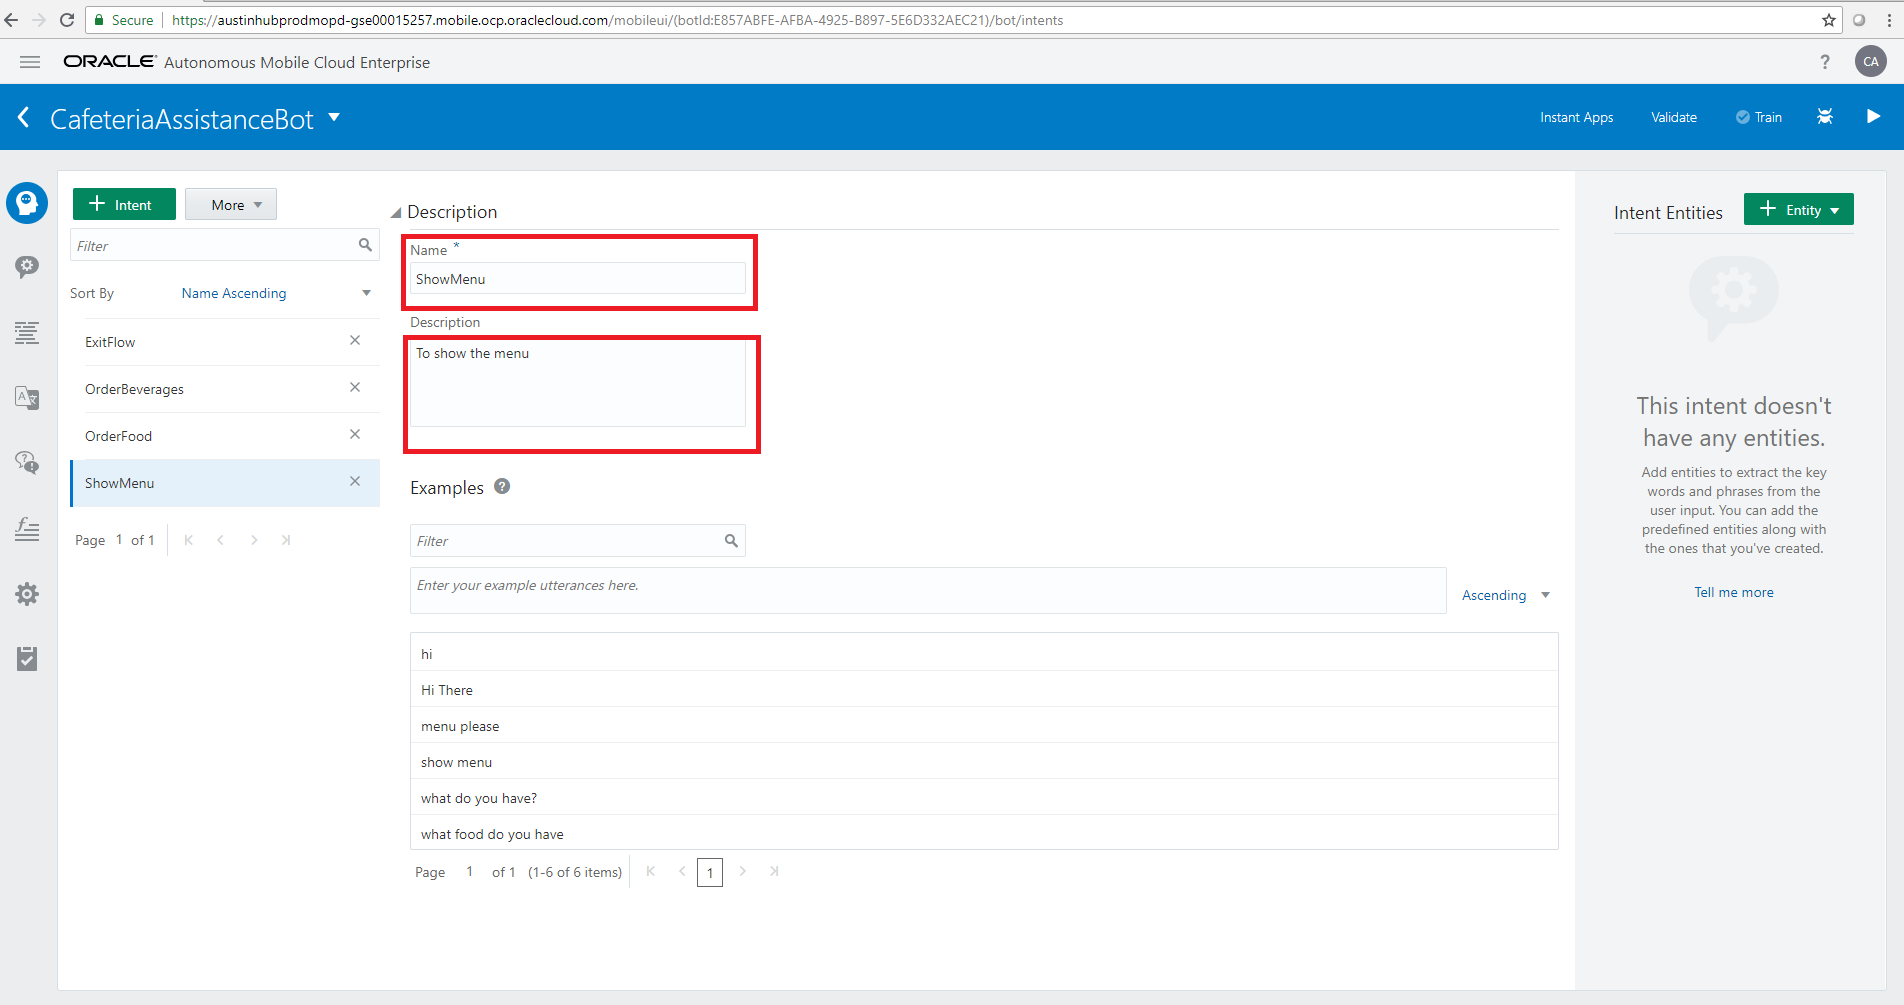 Secure https://austinhubprodmopd-gse00015257.mobile.ocp.oraclecloud.com/mobileui/(botId:E857ABFE-AFBA-4925-B897-5E6D332AEC21)/bot/intents
ORACLE Autonomous Mobile Cloud Enterprise
? CA
CafeteriaAssistanceBot
Instant Apps Validate Train
+ Intent More
Filter
Sort By Name Ascending
ExitFlow
OrderBeverages
OrderFood
ShowMenu
Page 1 of 1
Description
Name *
ShowMenu
Description
To show the menu
Examples ?
Filter
Enter your example utterances here.
Ascending
hi
Hi There
menu please
show menu
what do you have?
what food do you have
Page 1 of 1 (1-6 of 6 items) 1
Intent Entities + Entity
This intent doesn't
have any entities.
Add entities to extract the key
words and phrases from the
user input. You can add the
predefined entities along with
the ones that you've created.
Tell me more